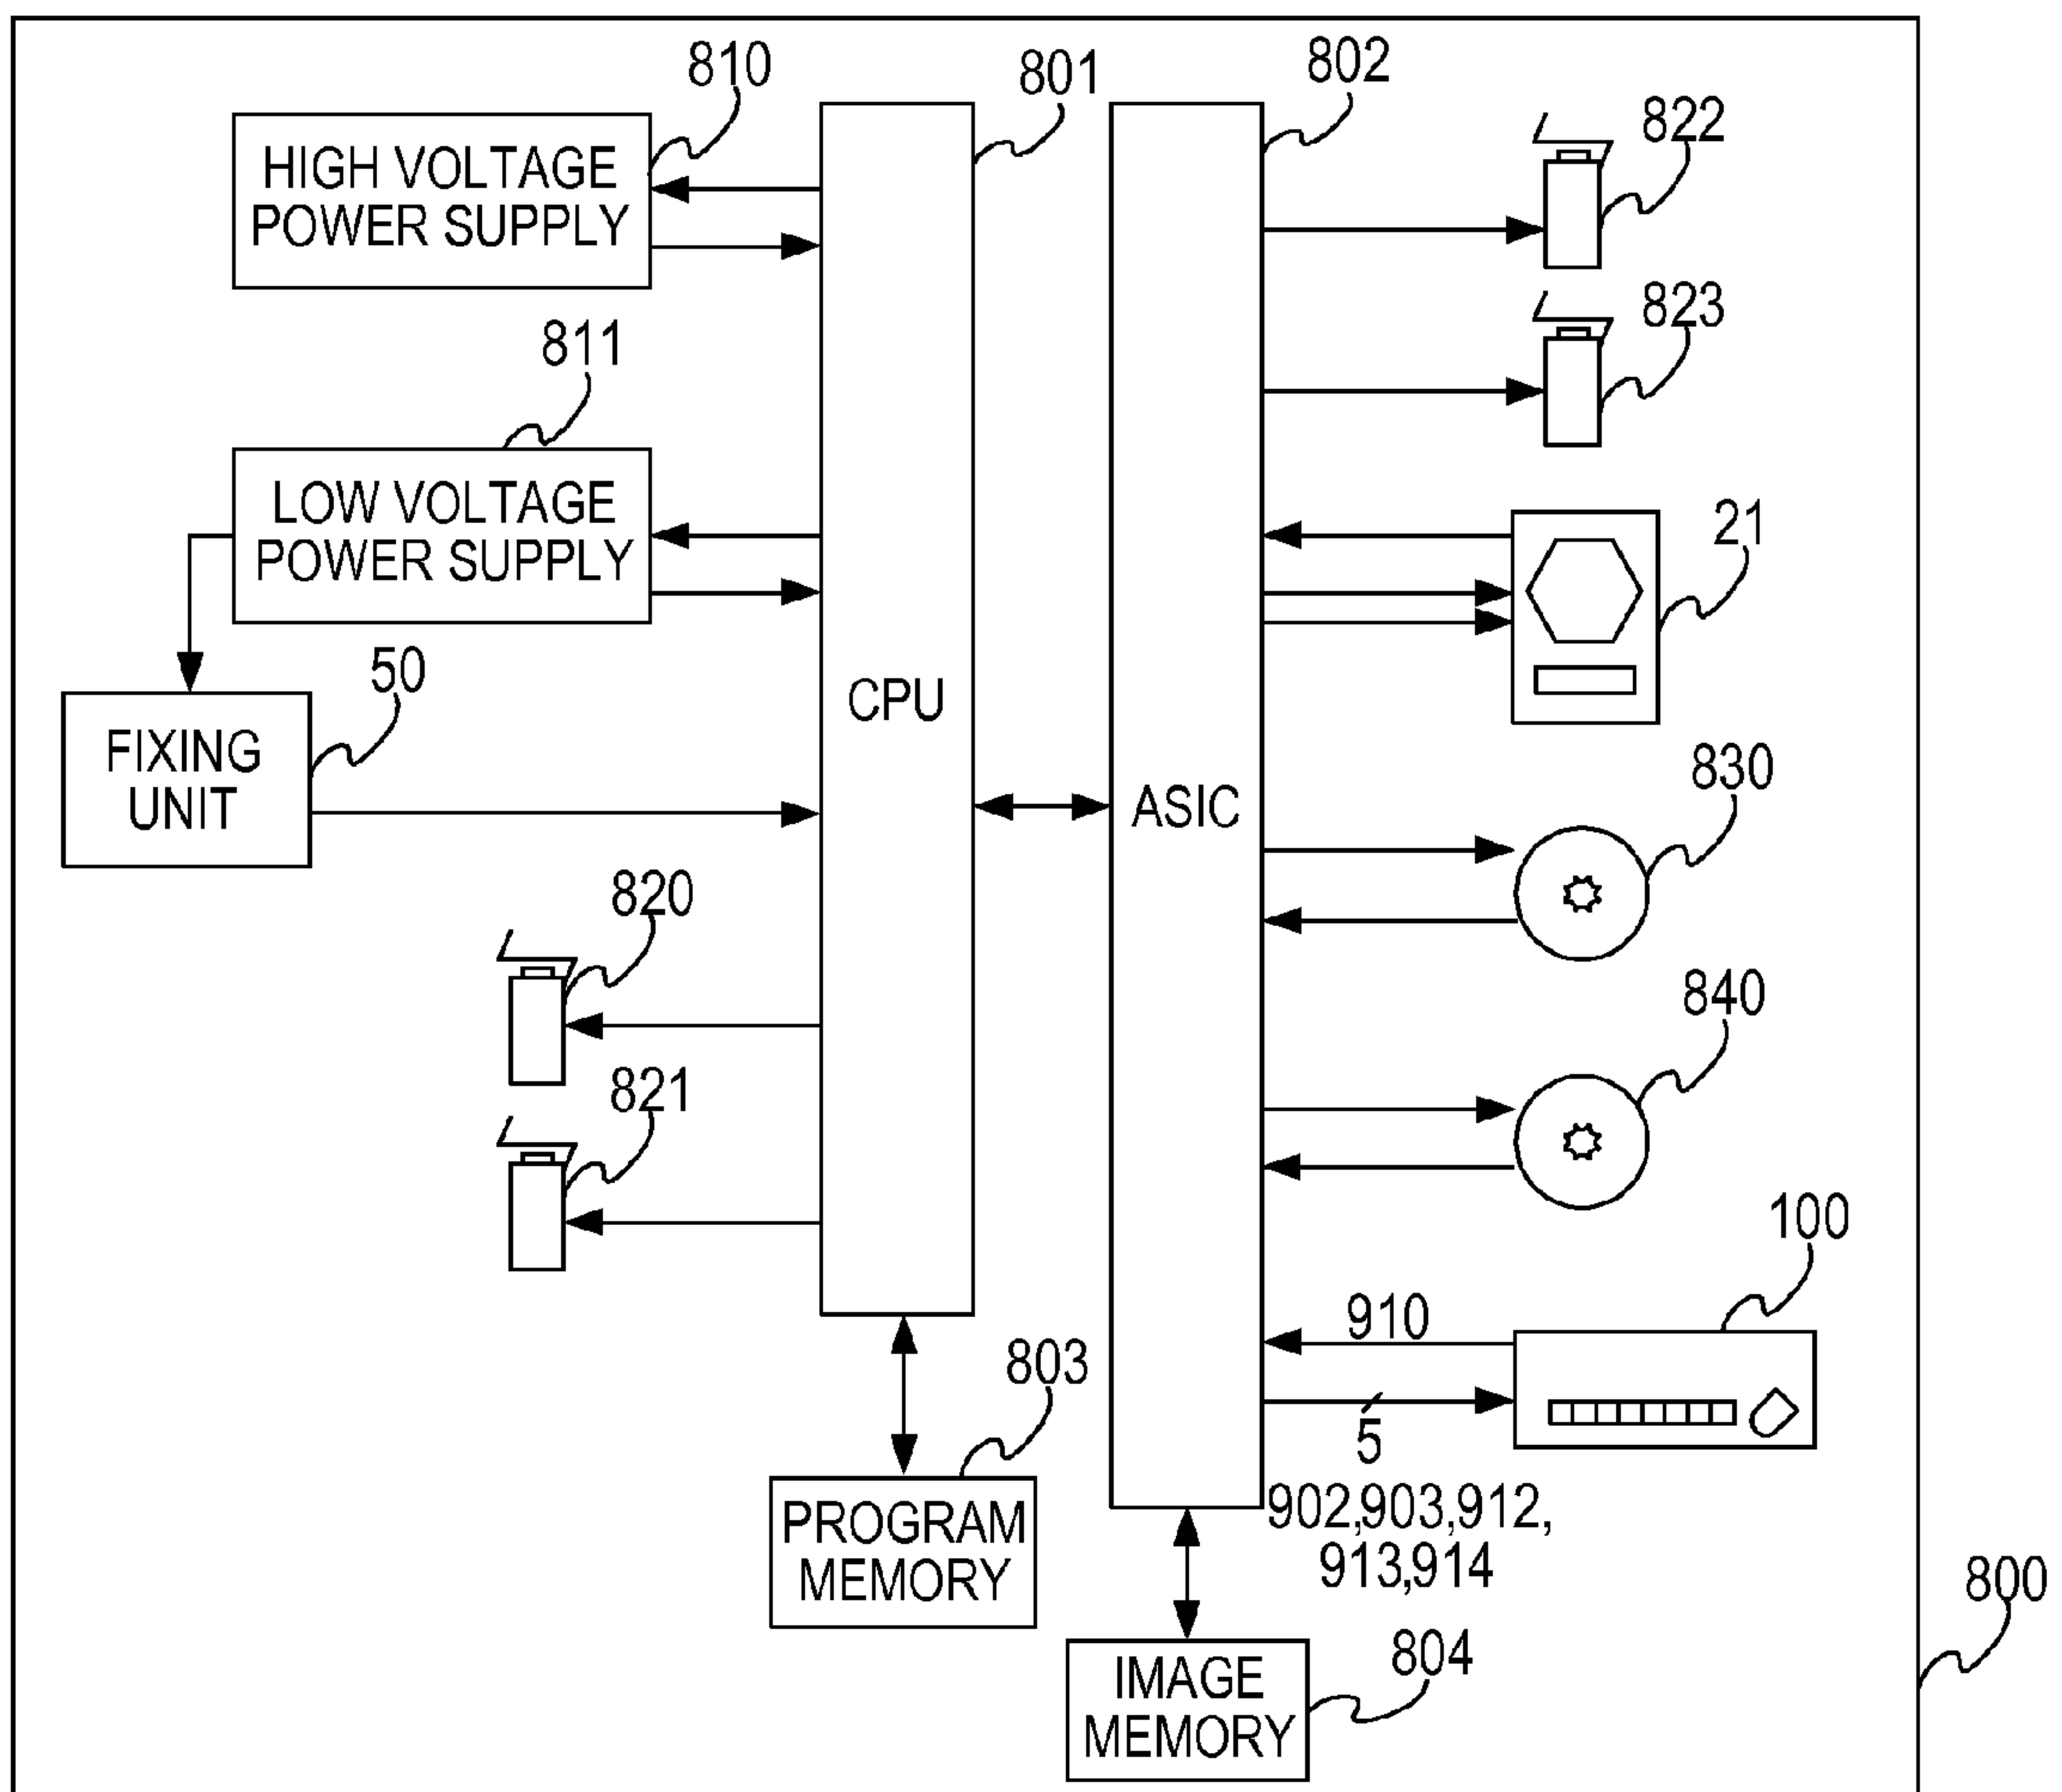 810
801
802
822
HIGH VOLTAGE
POWER SUPPLY
823
811
LOW VOLTAGE
POWER SUPPLY
21
50
CPU
FIXING
UNIT
830
ASIC
820
840
821
100
910
803
5
PROGRAM
MEMORY
902,903,912,
913,914
800
804
IMAGE
MEMORY